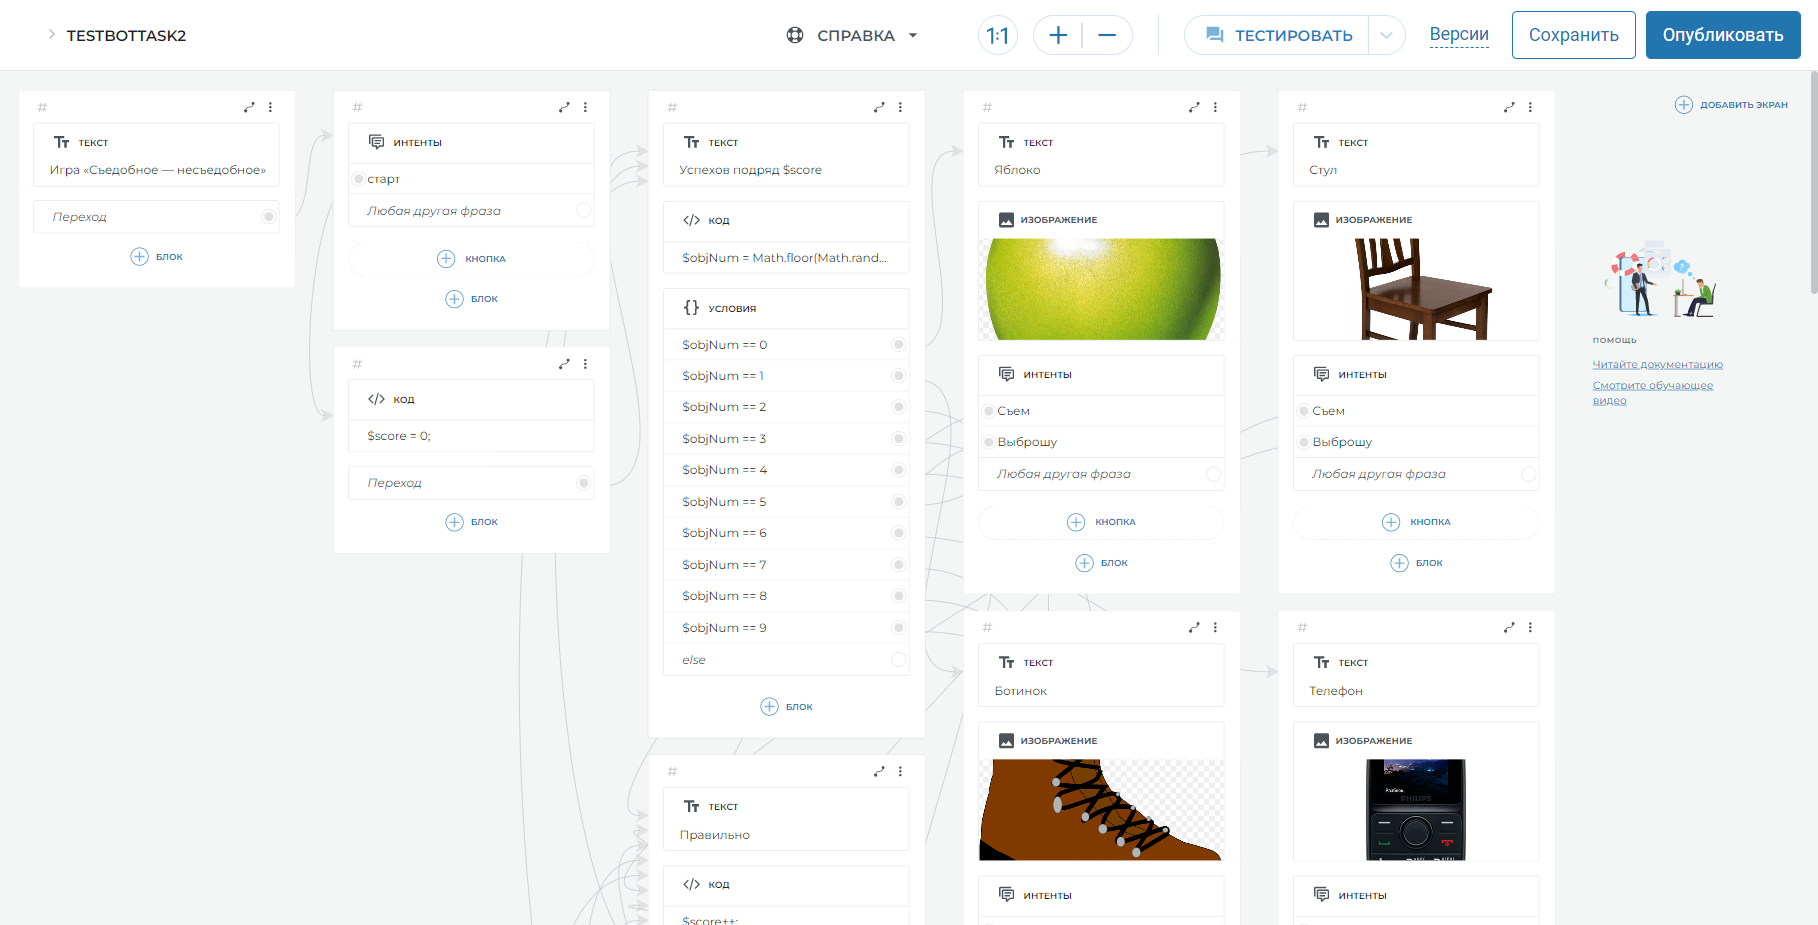 TESTBOTTASK2
СПРАВКА
1:1
ТЕСТИРОВАТЬ
Версии
Сохранить
Опубликовать
#
ТЕКСТ
Игра «Съедобное — несъедобное»
Переход
БЛОК
#
ИНТЕНТЫ
старт
Любая другая фраза
КНОПКА
БЛОК
#
КОД
$score = 0;
Переход
БЛОК
#
ТЕКСТ
Успехов подряд $score
КОД
$objNum = Math.floor(Math.rand...
УСЛОВИЯ
$objNum == 0
$objNum == 1
$objNum == 2
$objNum == 3
$objNum == 4
$objNum == 5
$objNum == 6
$objNum == 7
$objNum == 8
$objNum == 9
else
БЛОК
#
ТЕКСТ
Правильно
КОД
$score++;
#
ТЕКСТ
Яблоко
ИЗОБРАЖЕНИЕ
ИНТЕНТЫ
Съем
Выброшу
Любая другая фраза
КНОПКА
БЛОК
#
ТЕКСТ
Ботинок
ИЗОБРАЖЕНИЕ
ИНТЕНТЫ
#
ТЕКСТ
Стул
ИЗОБРАЖЕНИЕ
ИНТЕНТЫ
Съем
Выброшу
Любая другая фраза
КНОПКА
БЛОК
#
ТЕКСТ
Телефон
ИЗОБРАЖЕНИЕ
PHILIPS
ИНТЕНТЫ
ДОБАВИТЬ ЭКРАН
ПОМОЩЬ
Читайте документацию
Смотрите обучающее
видео